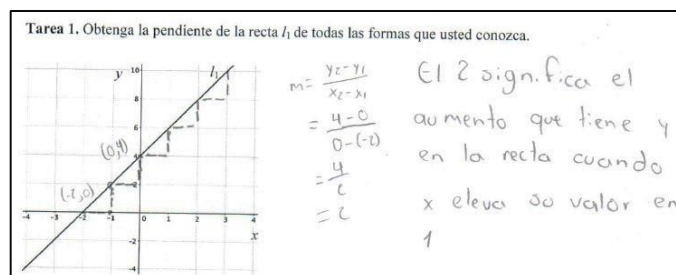 Tarea 1. Obtenga la pendiente de la recta l₁ de todas las formas que usted conozca.
y
l₁
10
8
6
4
2
-2
-4
-4 -3 -2 -1 0 1 2 3 4
x
(0,4)
(-2,0)
m= y₂-y₁ / x₂-x₁
= 4-0 / 0-(-2)
= 4/2
= 2
El 2 significa el
aumento que tiene y
en la recta cuando
x eleva su valor en
1